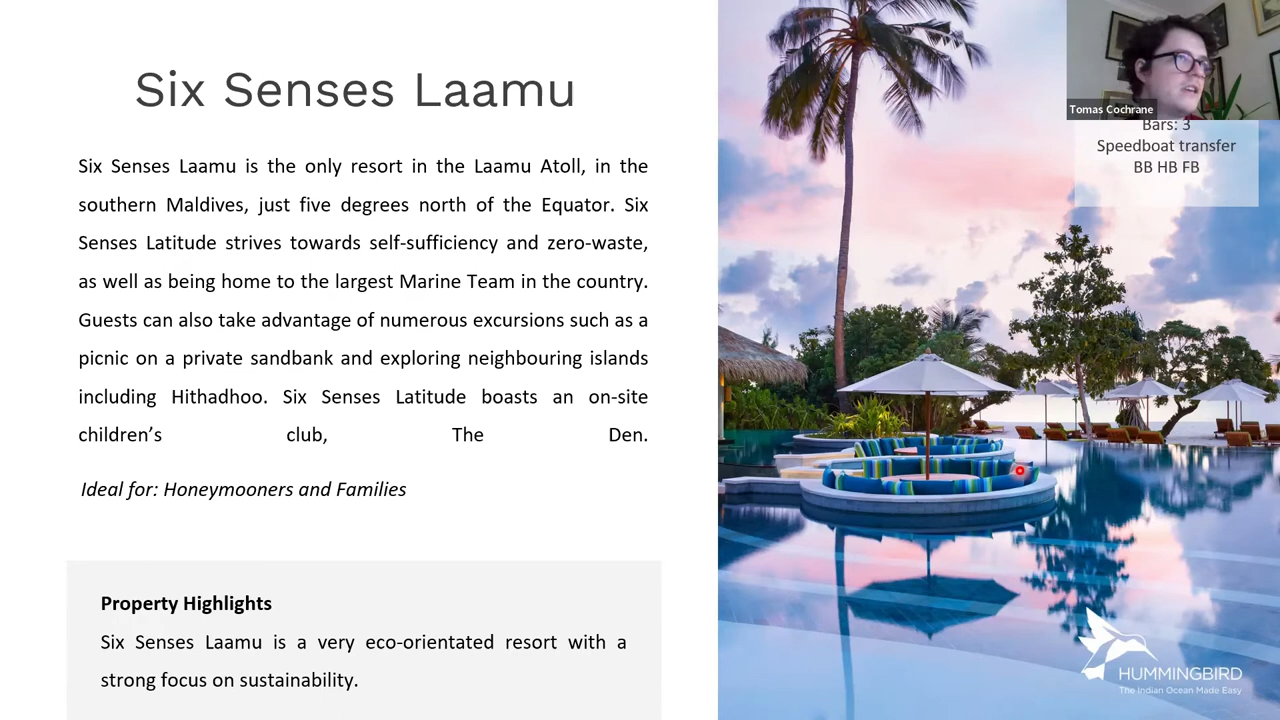 Six Senses Laamu
Six Senses Laamu is the only resort in the Laamu Atoll, in the
southern Maldives, just five degrees north of the Equator. Six
Senses Latitude strives towards self-sufficiency and zero-waste,
as well as being home to the largest Marine Team in the country.
Guests can also take advantage of numerous excursions such as a
picnic on a private sandbank and exploring neighbouring islands
including Hithadhoo. Six Senses Latitude boasts an on-site
children’s club, The Den.
Ideal for: Honeymooners and Families
Property Highlights
Six Senses Laamu is a very eco-orientated resort with a
strong focus on sustainability.
Tomas Cochrane
Bars: 3
Speedboat transfer
BB HB FB
HUMMINGBIRD
The Indian Ocean Made Easy